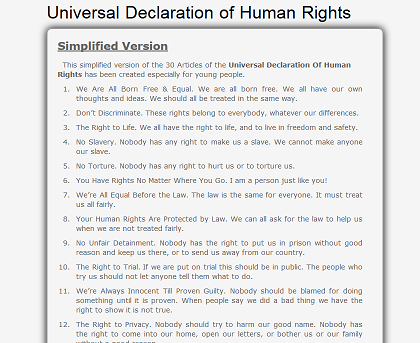 Universal Declaration of Human Rights
Simplified Version
This simplified version of the 30 Articles of the Universal Declaration Of Human
Rights has been created especially for young people.
1. We Are All Born Free & Equal. We are all born free. We all have our own
thoughts and ideas. We should all be treated in the same way.
2. Don't Discriminate. These rights belong to everybody, whatever our differences.
3. The Right to Life. We all have the right to life, and to live in freedom and safety.
4. No Slavery. Nobody has any right to make us a slave. We cannot make anyone
our slave.
5. No Torture. Nobody has any right to hurt us or to torture us.
6. You Have Rights No Matter Where You Go. I am a person just like you!
7. We're All Equal Before the Law. The law is the same for everyone. It must treat
us all fairly.
8. Your Human Rights Are Protected by Law. We can all ask for the law to help us
when we are not treated fairly.
9. No Unfair Detainment. Nobody has the right to put us in prison without good
reason and keep us there, or to send us away from our country.
10. The Right to Trial. If we are put on trial this should be in public. The people who
try us should not let anyone tell them what to do.
11. We're Always Innocent Till Proven Guilty. Nobody should be blamed for doing
something until it is proven. When people say we did a bad thing we have the
right to show it is not true.
12. The Right to Privacy. Nobody should try to harm our good name. Nobody has
the right to come into our home, open our letters, or bother us or our family